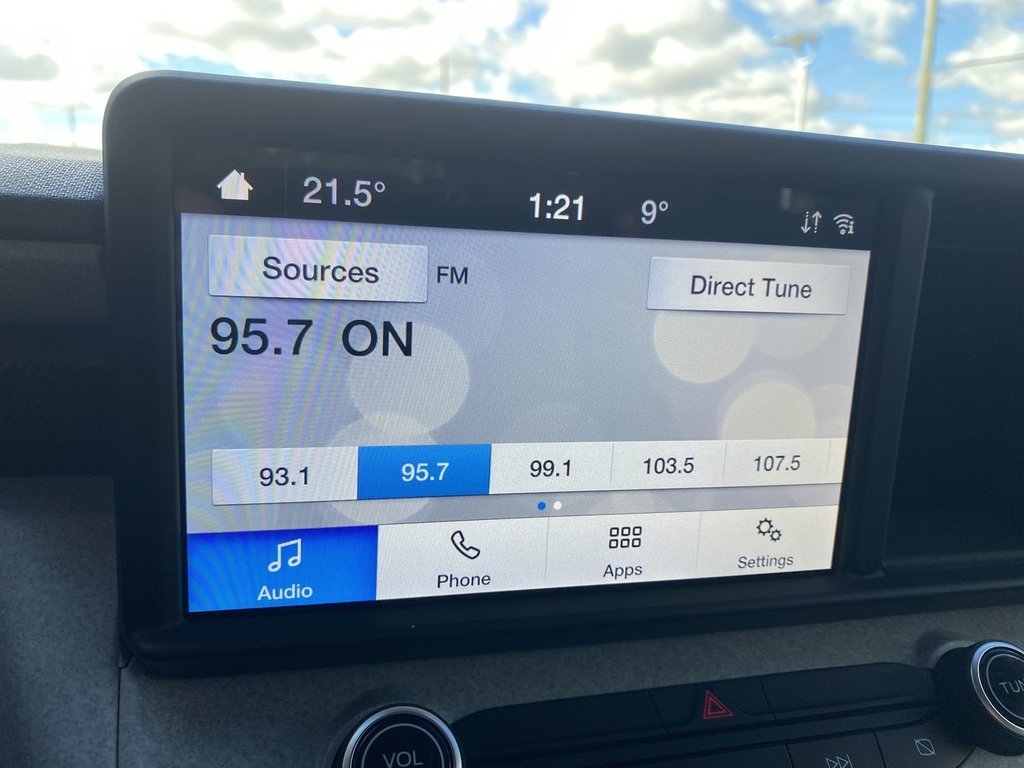 21.5° 1:21 9°
Sources FM Direct Tune
95.7 ON
93.1 95.7 99.1 103.5 107.5
Audio Phone Apps Settings
VOL TUN